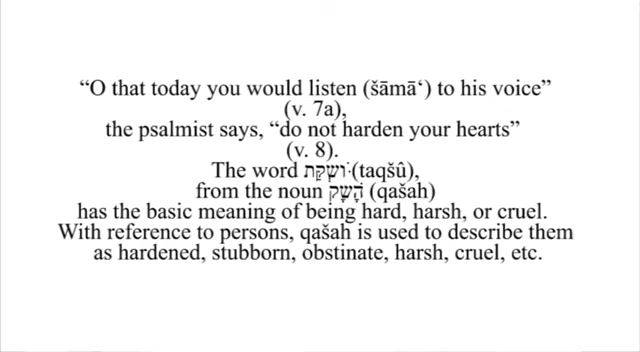 “O that today you would listen (šāmā‘) to his voice”
(v. 7a),
the psalmist says, “do not harden your hearts”
(v. 8).
The word וּשְׁקַתּ (taqšû),
from the noun הׁשָקָ (qašah)
has the basic meaning of being hard, harsh, or cruel.
With reference to persons, qašah is used to describe them
as hardened, stubborn, obstinate, harsh, cruel, etc.